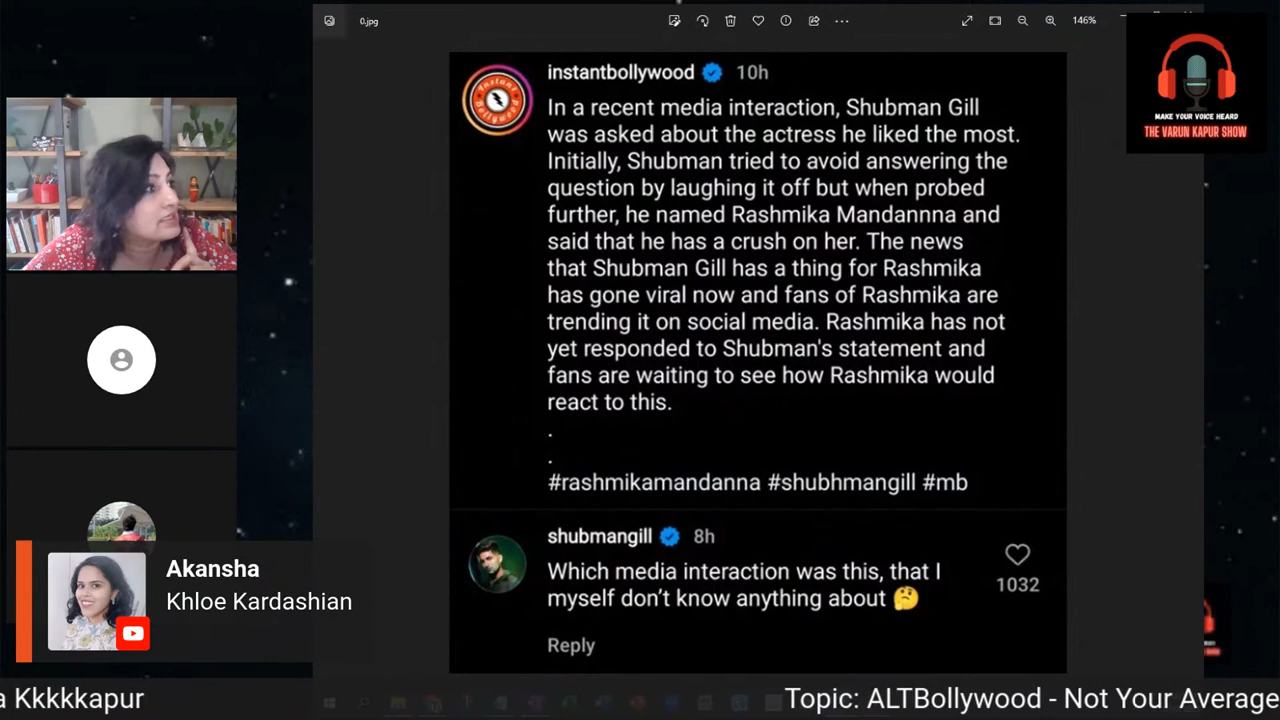 0.jpg
146%
MAKE YOUR VOICE HEARD
THE VARUN KAPUR SHOW
instantbollywood 10h
In a recent media interaction, Shubman Gill
was asked about the actress he liked the most.
Initially, Shubman tried to avoid answering the
question by laughing it off but when probed
further, he named Rashmika Mandannna and
said that he has a crush on her. The news
that Shubman Gill has a thing for Rashmika
has gone viral now and fans of Rashmika are
trending it on social media. Rashmika has not
yet responded to Shubman's statement and
fans are waiting to see how Rashmika would
react to this.
.
.
#rashmikamandanna #shubhmangill #mb
shubmangill 8h
Which media interaction was this, that I
myself don't know anything about 🤔
1032
Reply
Akansha
Khloe Kardashian
a Kkkkkapur
Topic: ALTBollywood - Not Your Average